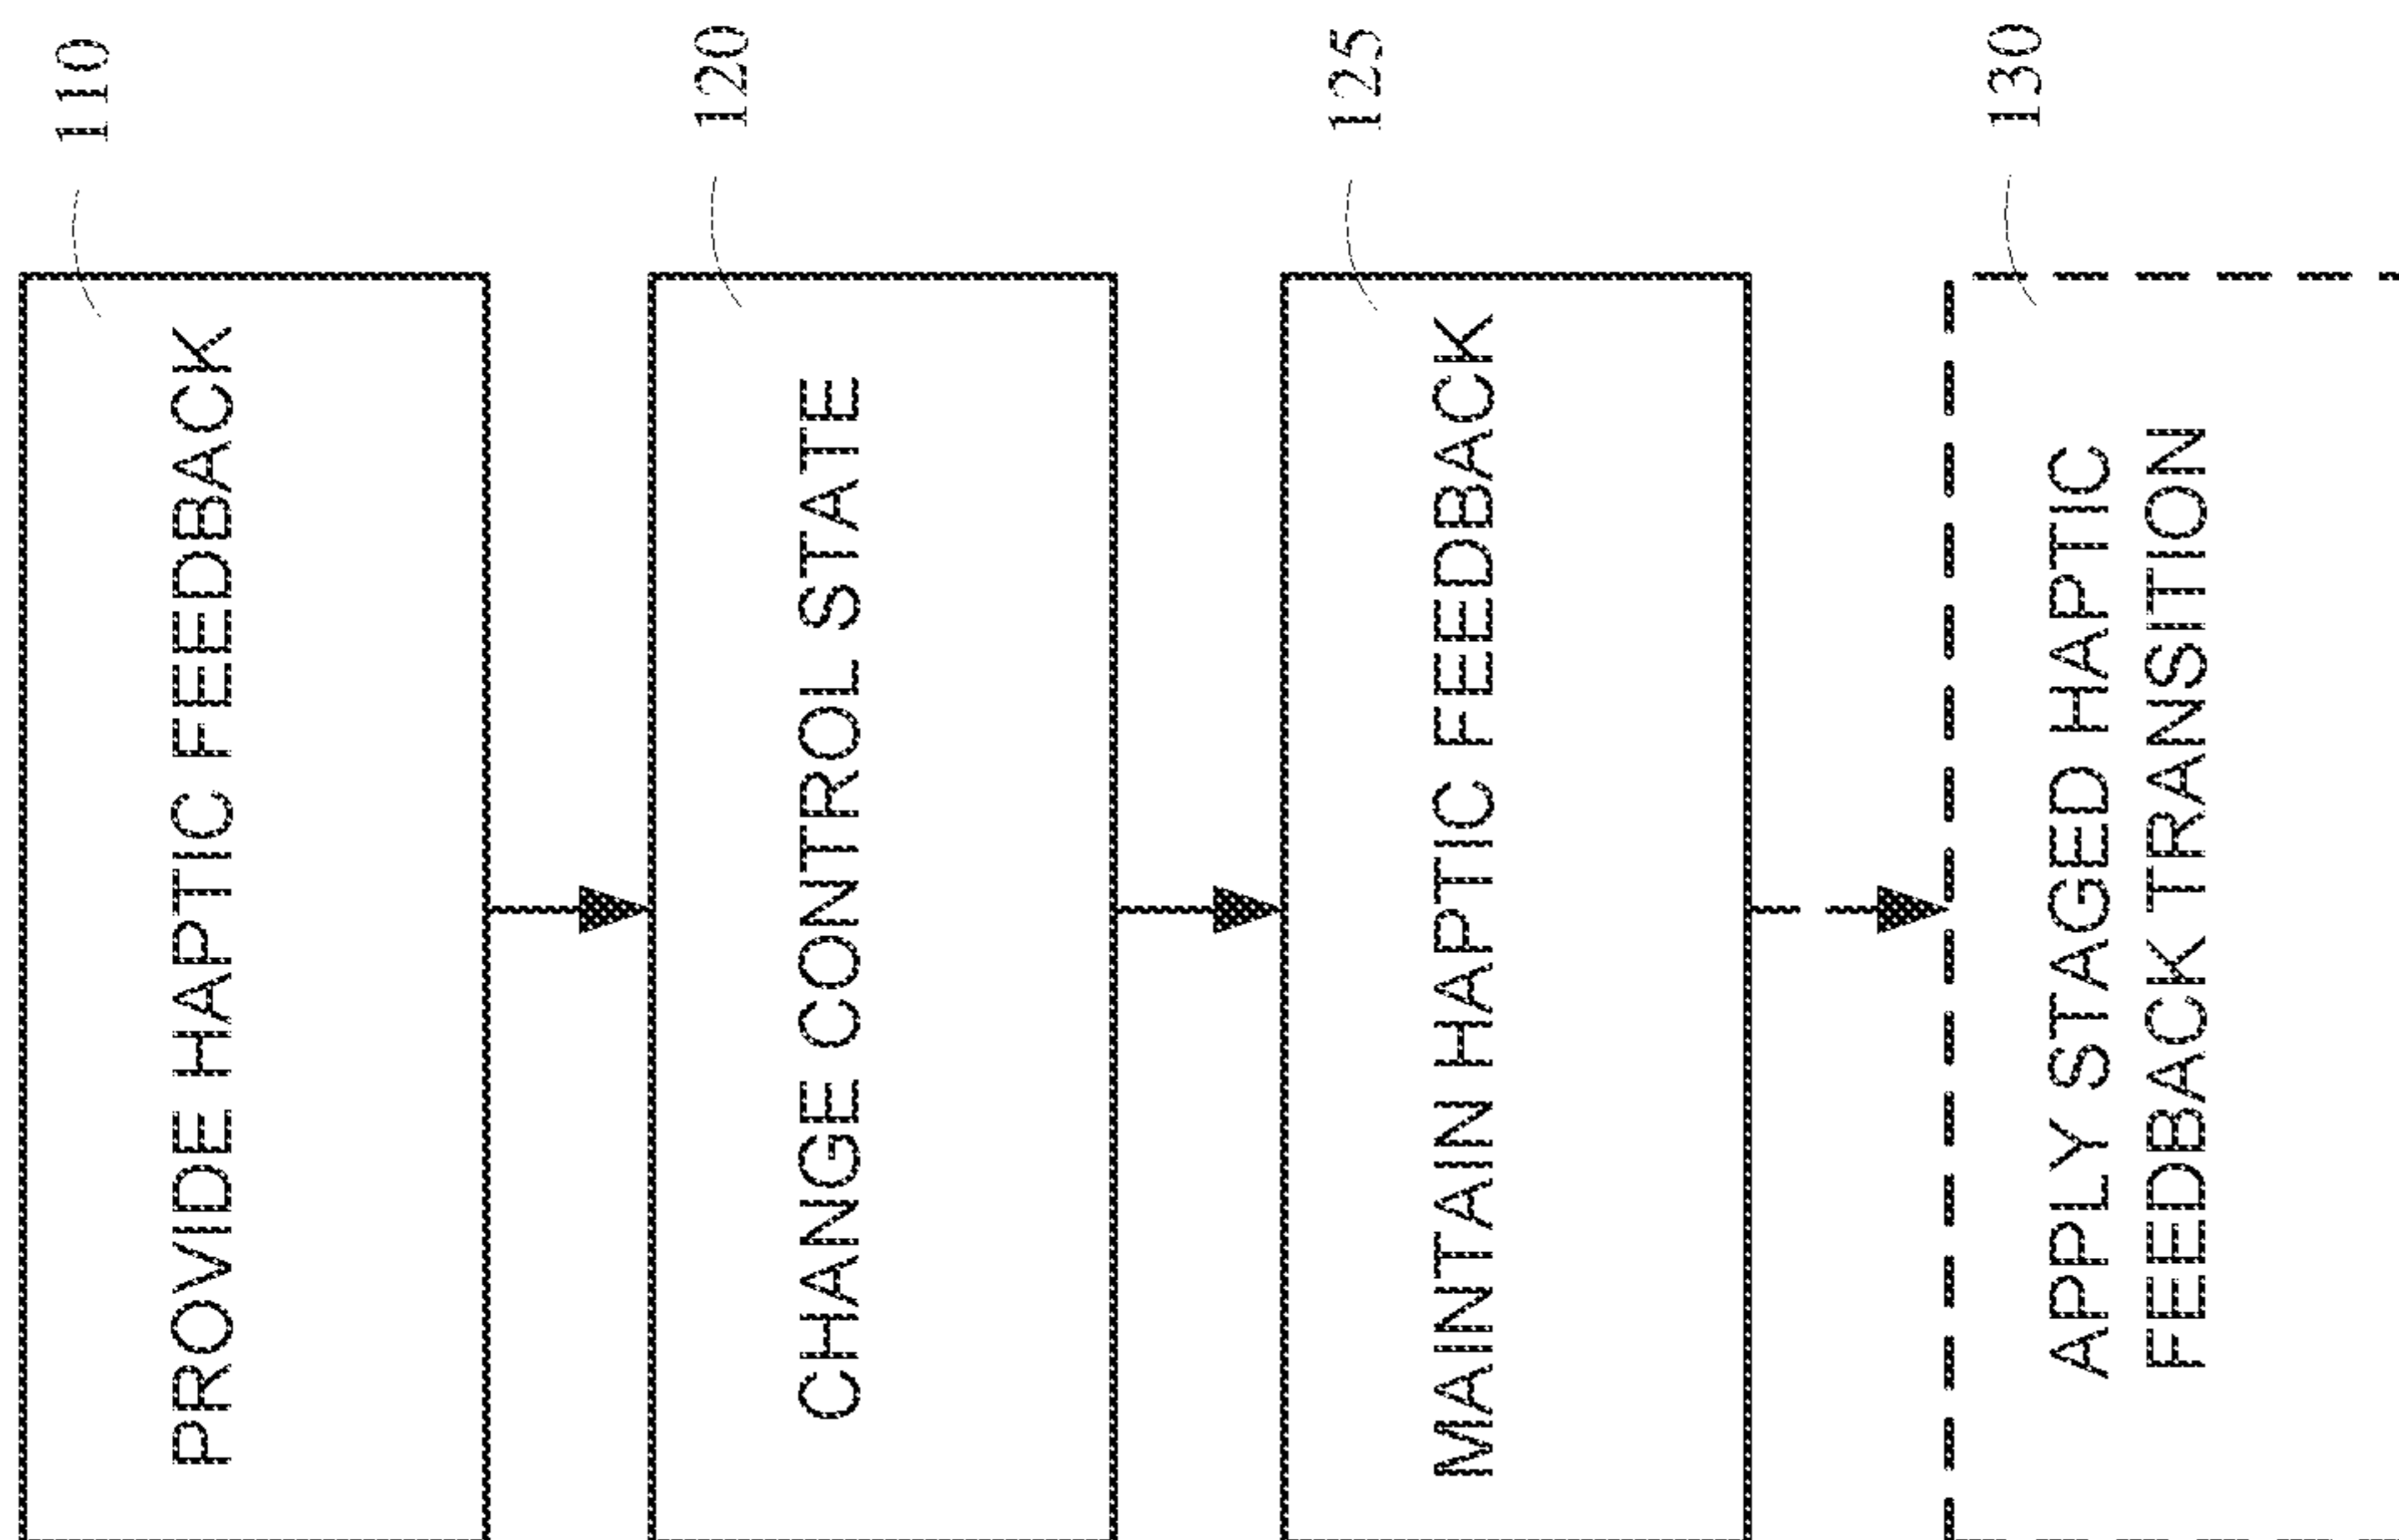 110
PROVIDE HAPTIC FEEDBACK
120
CHANGE CONTROL STATE
125
MAINTAIN HAPTIC FEEDBACK
130
APPLY STAGED HAPTIC
FEEDBACK TRANSITION